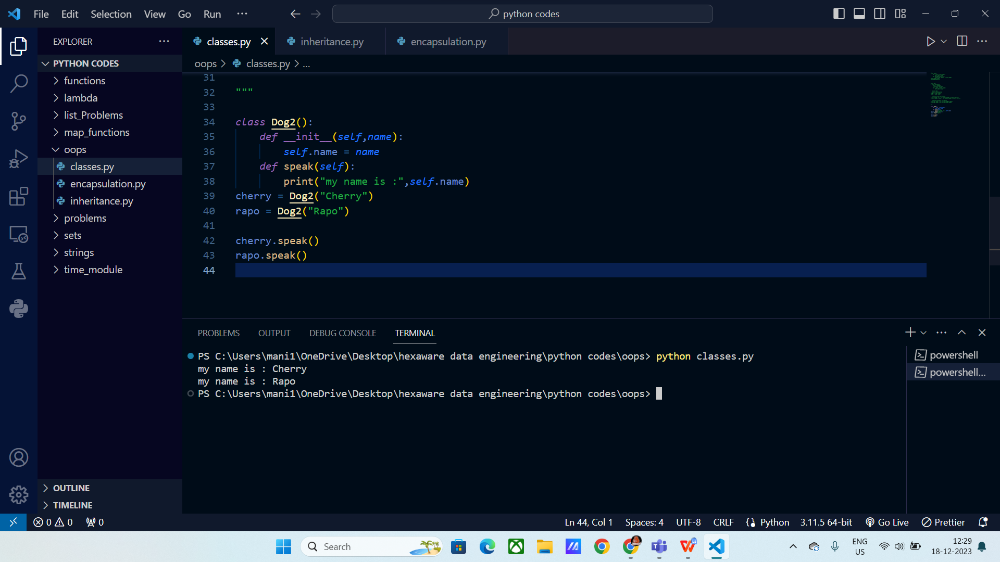 File Edit Selection View Go Run ...
python codes
EXPLORER ...
classes.py
inheritance.py
encapsulation.py
PYTHON CODES
functions
lambda
list_Problems
map_functions
oops
classes.py
encapsulation.py
inheritance.py
problems
sets
strings
time_module
OUTLINE
TIMELINE
oops > classes.py > ...
31
32 """
33
34 class Dog2():
35     def __init__(self,name):
36         self.name = name
37     def speak(self):
38         print("my name is :",self.name)
39 cherry = Dog2("Cherry")
40 rapo = Dog2("Rapo")
41
42 cherry.speak()
43 rapo.speak()
44
PROBLEMS OUTPUT DEBUG CONSOLE TERMINAL
PS C:\Users\mani1\OneDrive\Desktop\hexaware data engineering\python codes\oops> python classes.py
my name is : Cherry
my name is : Rapo
PS C:\Users\mani1\OneDrive\Desktop\hexaware data engineering\python codes\oops>
powershell
powershell...
0 0 0
Ln 44, Col 1 Spaces: 4 UTF-8 CRLF Python 3.11.5 64-bit Go Live Prettier
Search
ENG
US
12:29
18-12-2023